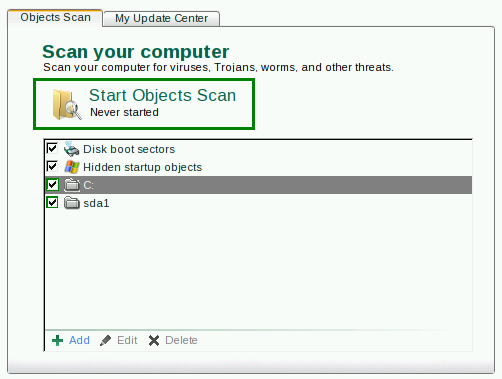 Objects Scan
My Update Center
Scan your computer
Scan your computer for viruses, Trojans, worms, and other threats.
Start Objects Scan
Never started
Disk boot sectors
Hidden startup objects
C:
sda1
Add
Edit
Delete